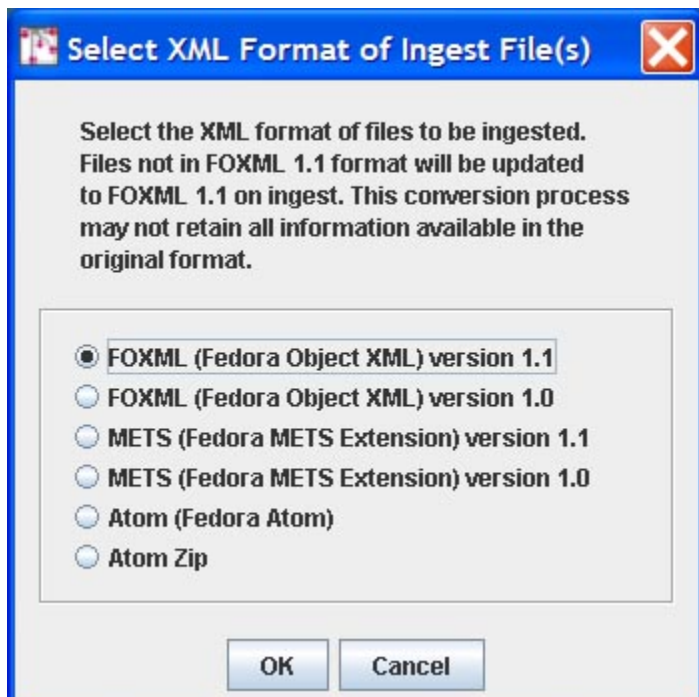 Select XML Format of Ingest File(s)
Select the XML format of files to be ingested.
Files not in FOXML 1.1 format will be updated
to FOXML 1.1 on ingest. This conversion process
may not retain all information available in the
original format.
FOXML (Fedora Object XML) version 1.1
FOXML (Fedora Object XML) version 1.0
METS (Fedora METS Extension) version 1.1
METS (Fedora METS Extension) version 1.0
Atom (Fedora Atom)
Atom Zip
OK Cancel